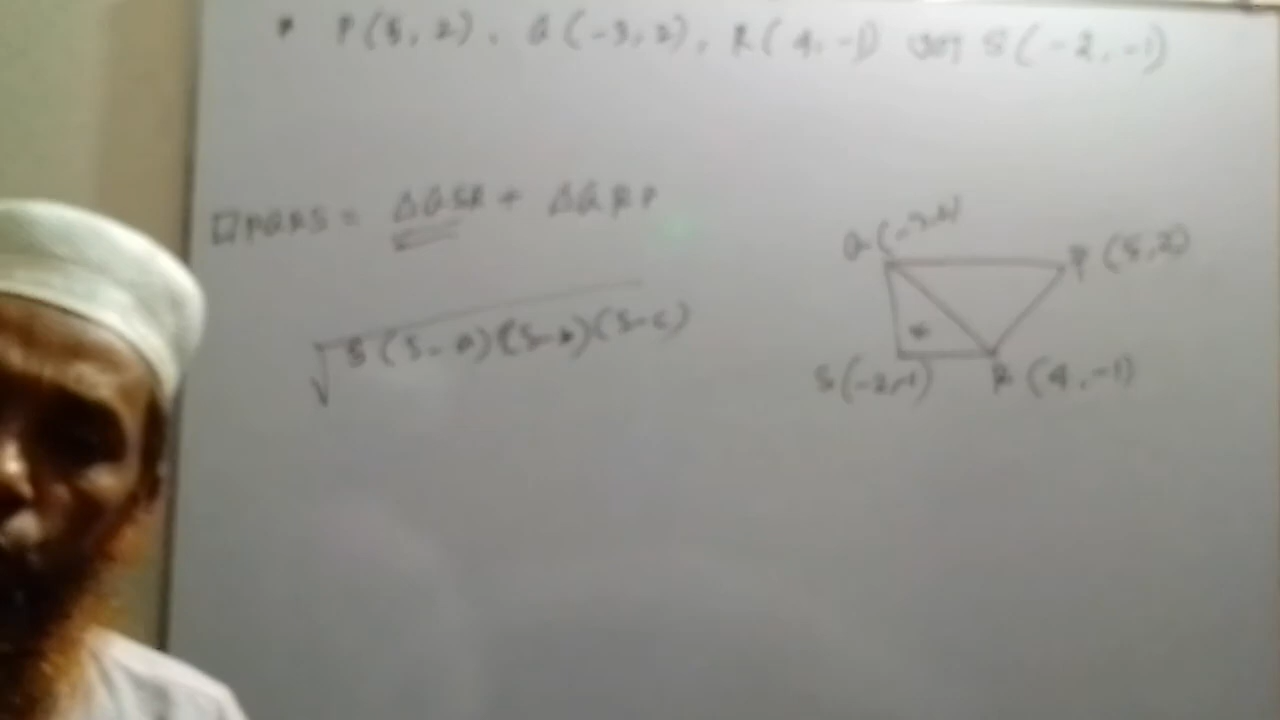 * P(5, 2), Q(-3, 2), R(4, -1) এবং S(-2, -1)
□PQRS = ΔQSR + ΔQRP
√s(s-a)(s-b)(s-c)
Q(-3,2)
P(5,2)
S(-2,-1)
R(4,-1)